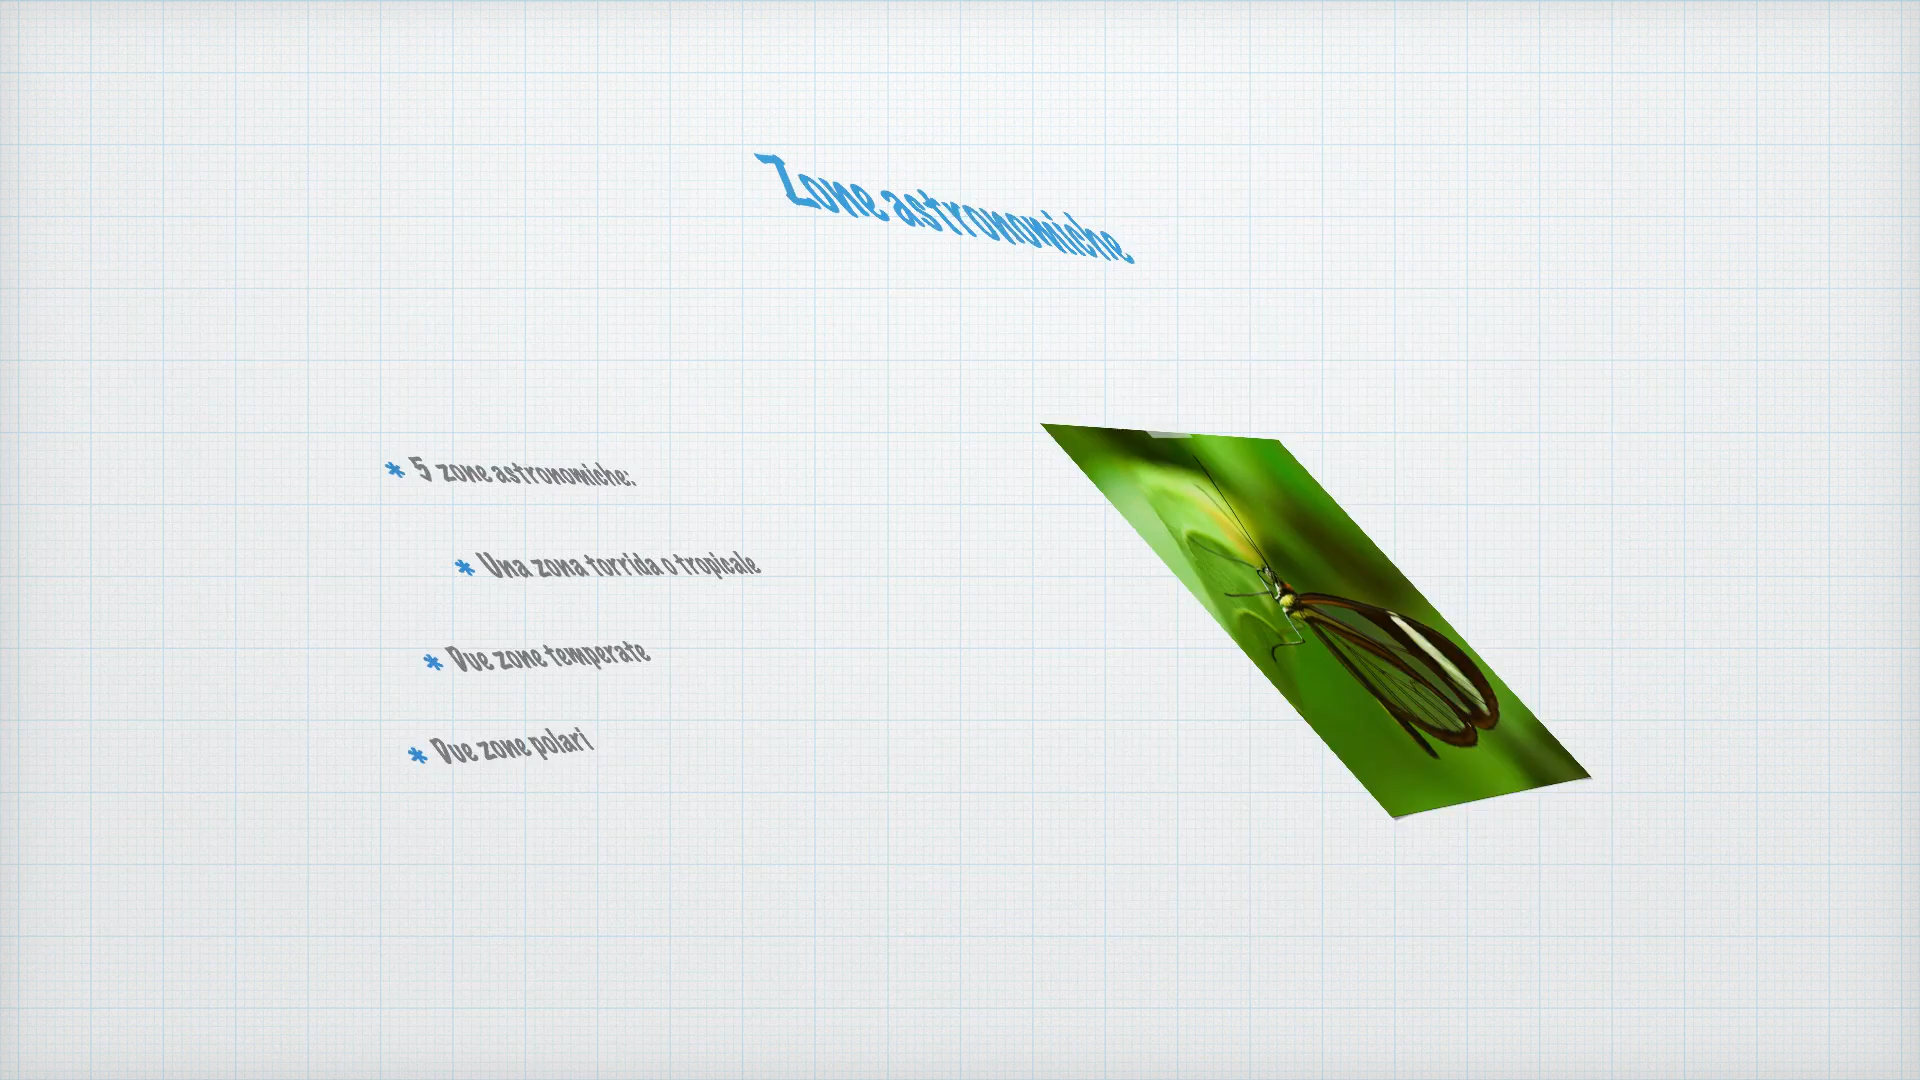 Zone astronomiche
* 5 zone astronomiche:
* Una zona torrida o tropicale
* Due zone temperate
* Due zone polari